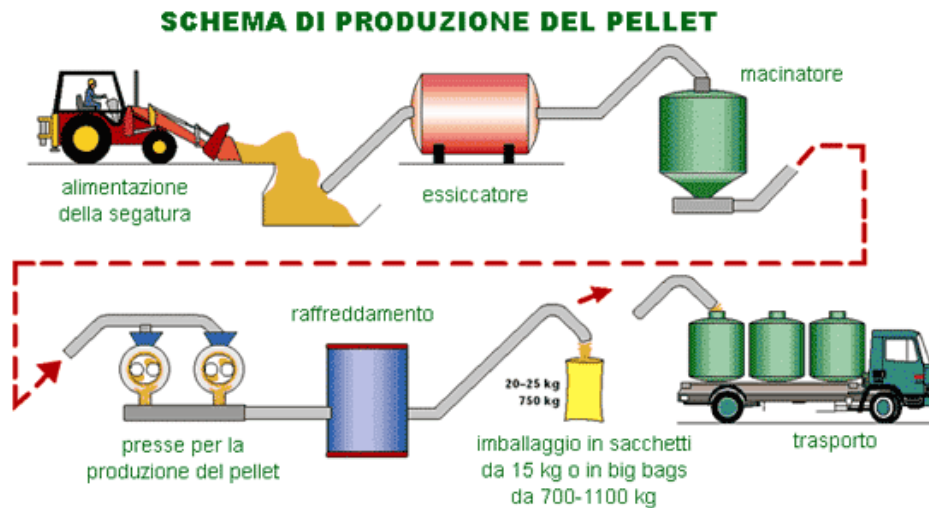 SCHEMA DI PRODUZIONE DEL PELLET
macinatore
alimentazione
della segatura
essiccatore
raffreddamento
20-25 kg
750 kg
presse per la
produzione del pellet
imballaggio in sacchetti
da 15 kg o in big bags
da 700-1100 kg
trasporto